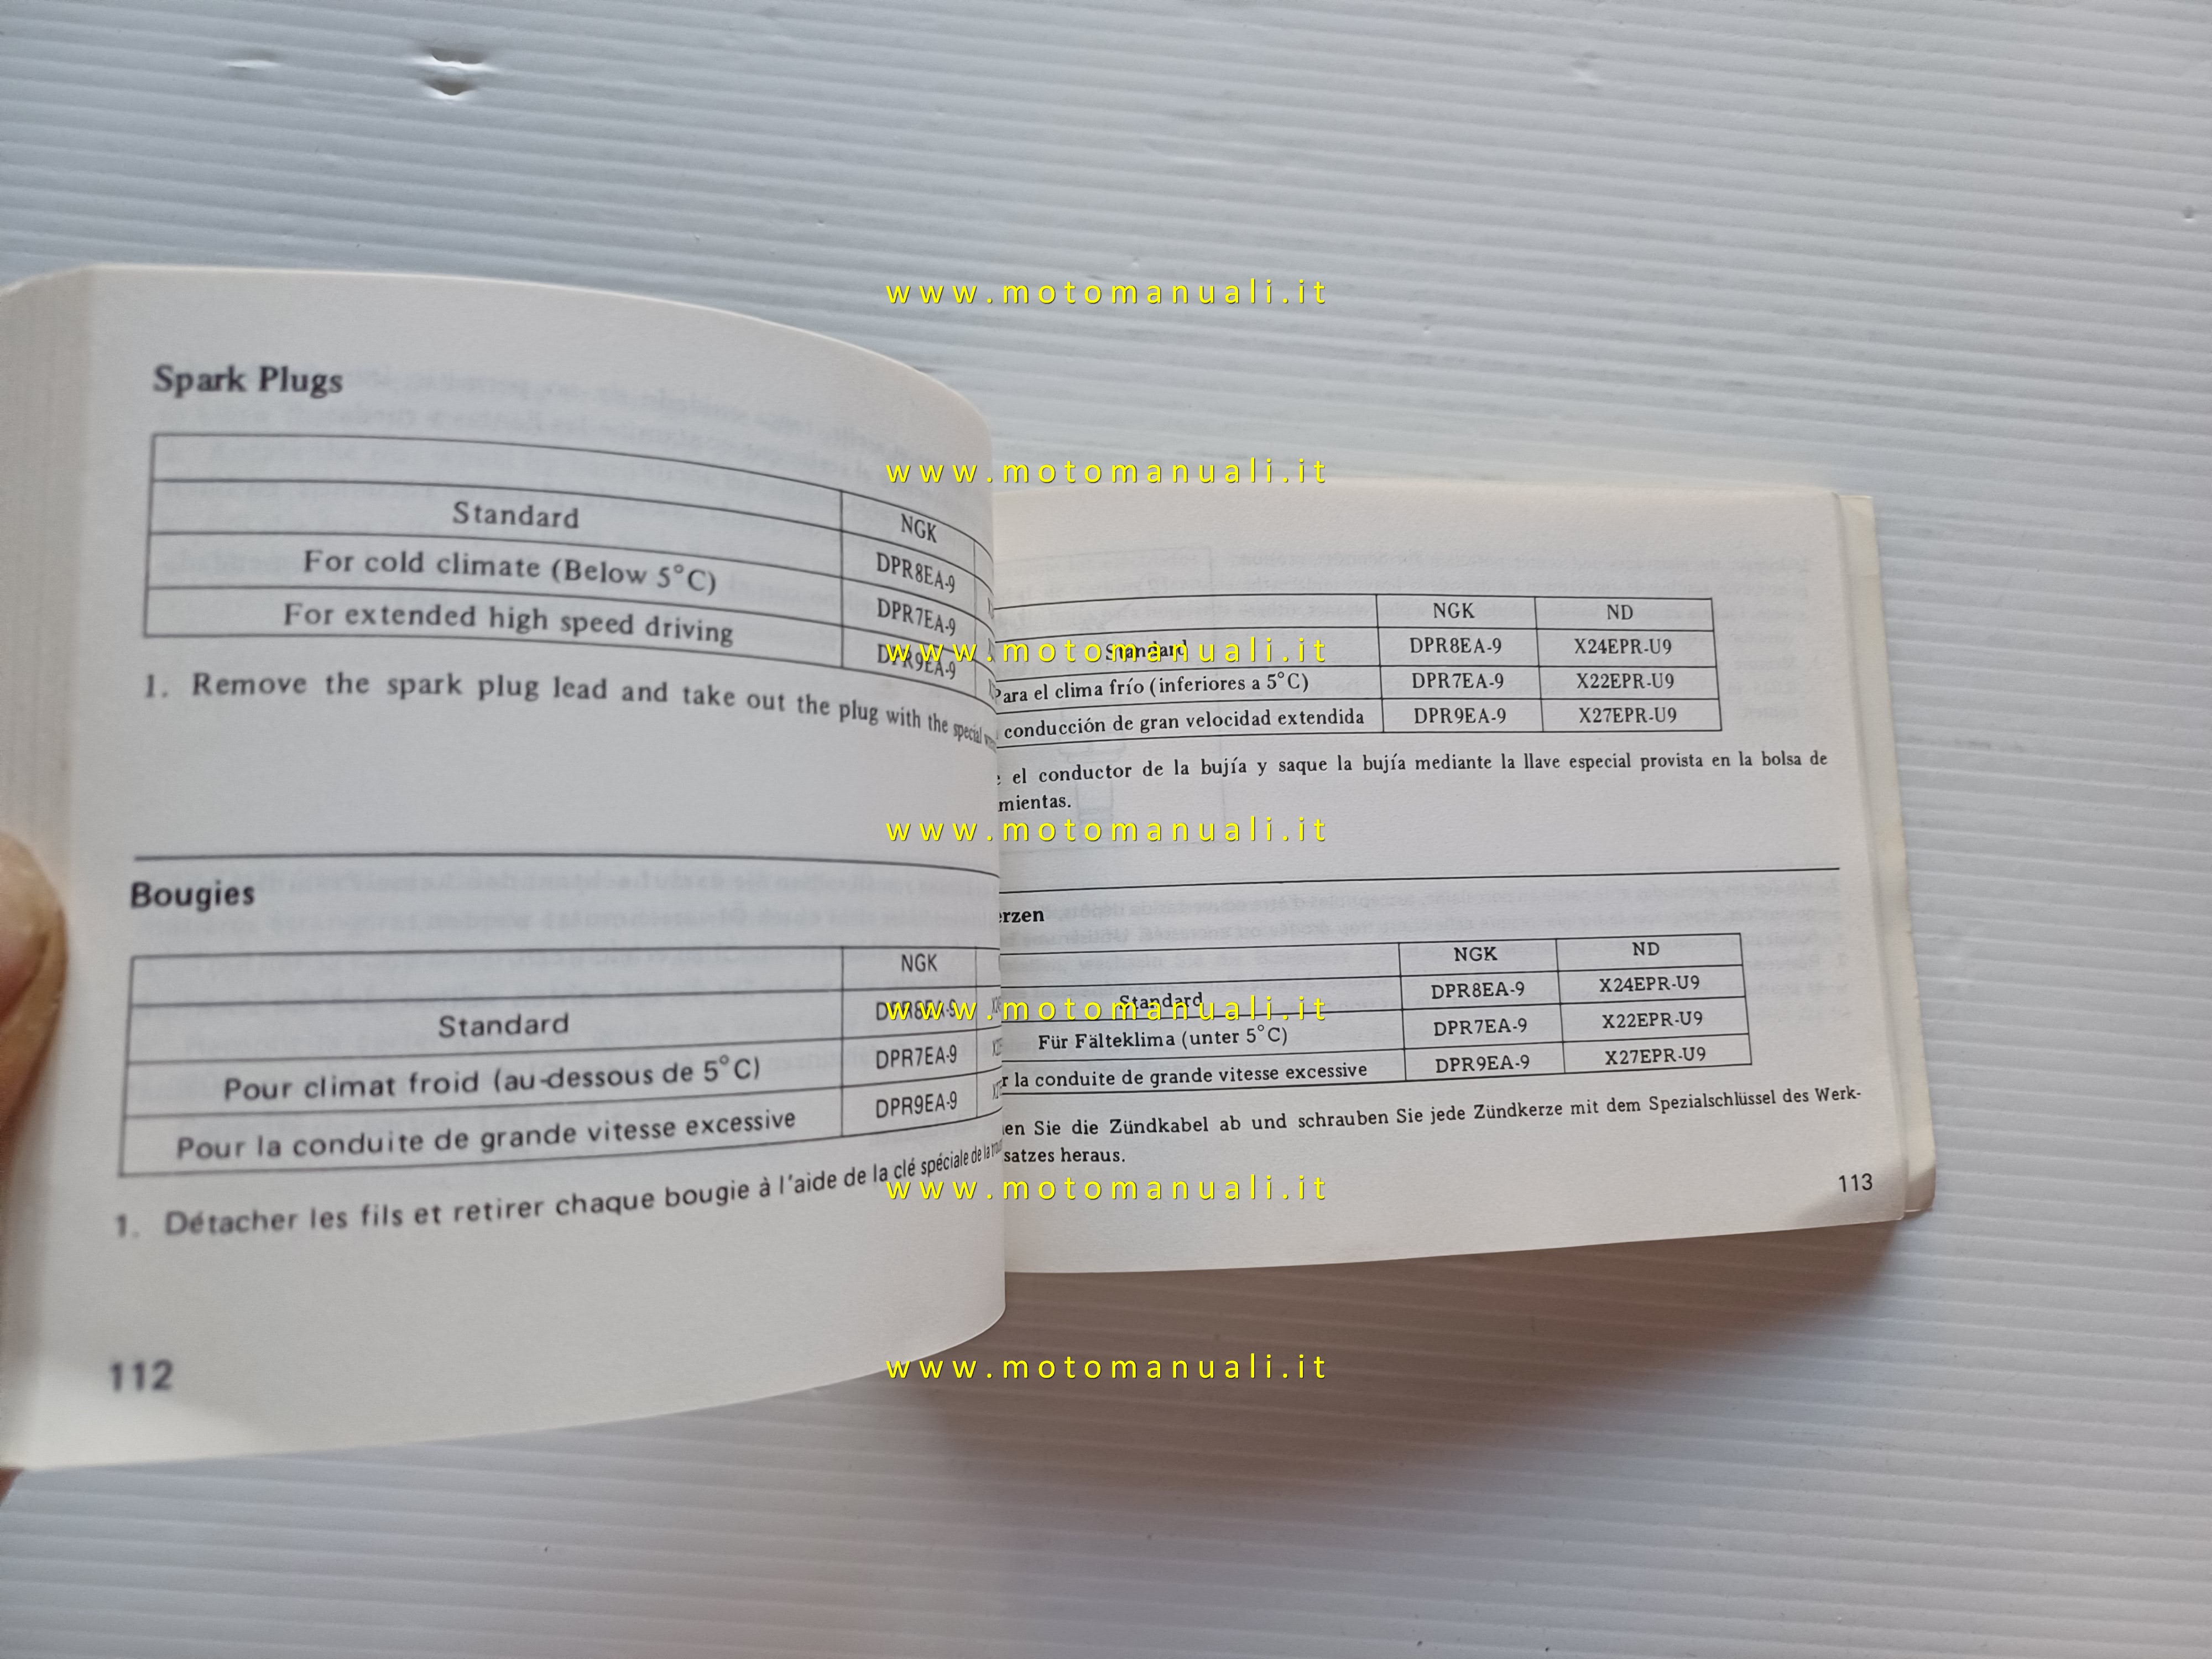 Spark Plugs
NGK
Standard DPR8EA-9
For cold climate (Below 5°C) DPR7EA-9
For extended high speed driving DPR9EA-9
1. Remove the spark plug lead and take out the plug with the special
Bougies
NGK
Standard DPR8EA-9
Pour climat froid (au-dessous de 5°C) DPR7EA-9
Pour la conduite de grande vitesse excessive DPR9EA-9
1. Détacher les fils et retirer chaque bougie à l'aide de la clé spéciale de la
112
NGK ND
Standard DPR8EA-9 X24EPR-U9
Para el clima frío (inferiores a 5°C) DPR7EA-9 X22EPR-U9
conducción de gran velocidad extendida DPR9EA-9 X27EPR-U9
el conductor de la bujía y saque la bujía mediante la llave especial provista en la bolsa de
mientas.
erzen
NGK ND
Standard DPR8EA-9 X24EPR-U9
Für Fälteklima (unter 5°C) DPR7EA-9 X22EPR-U9
r la conduite de grande vitesse excessive DPR9EA-9 X27EPR-U9
en Sie die Zündkabel ab und schrauben Sie jede Zündkerze mit dem Spezialschlüssel des Werk-
satzes heraus.
113
www.motomanuali.it
www.motomanuali.it
www.motomanuali.it
www.motomanuali.it
www.motomanuali.it
www.motomanuali.it
www.motomanuali.it